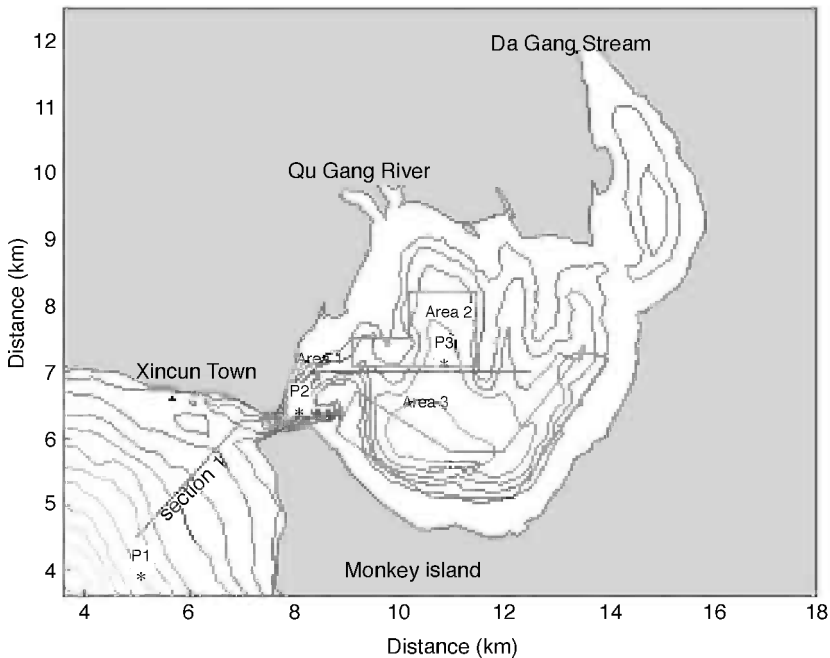 12
Da Gang Stream
11
10
Qu Gang River
9
8
Area 2
P3
Area 1
7
Xincun Town
P2
Area 3
6
section 1
5
P1
4
Monkey island
4 6 8 10 12 14 16 18
Distance (km)
Distance (km)